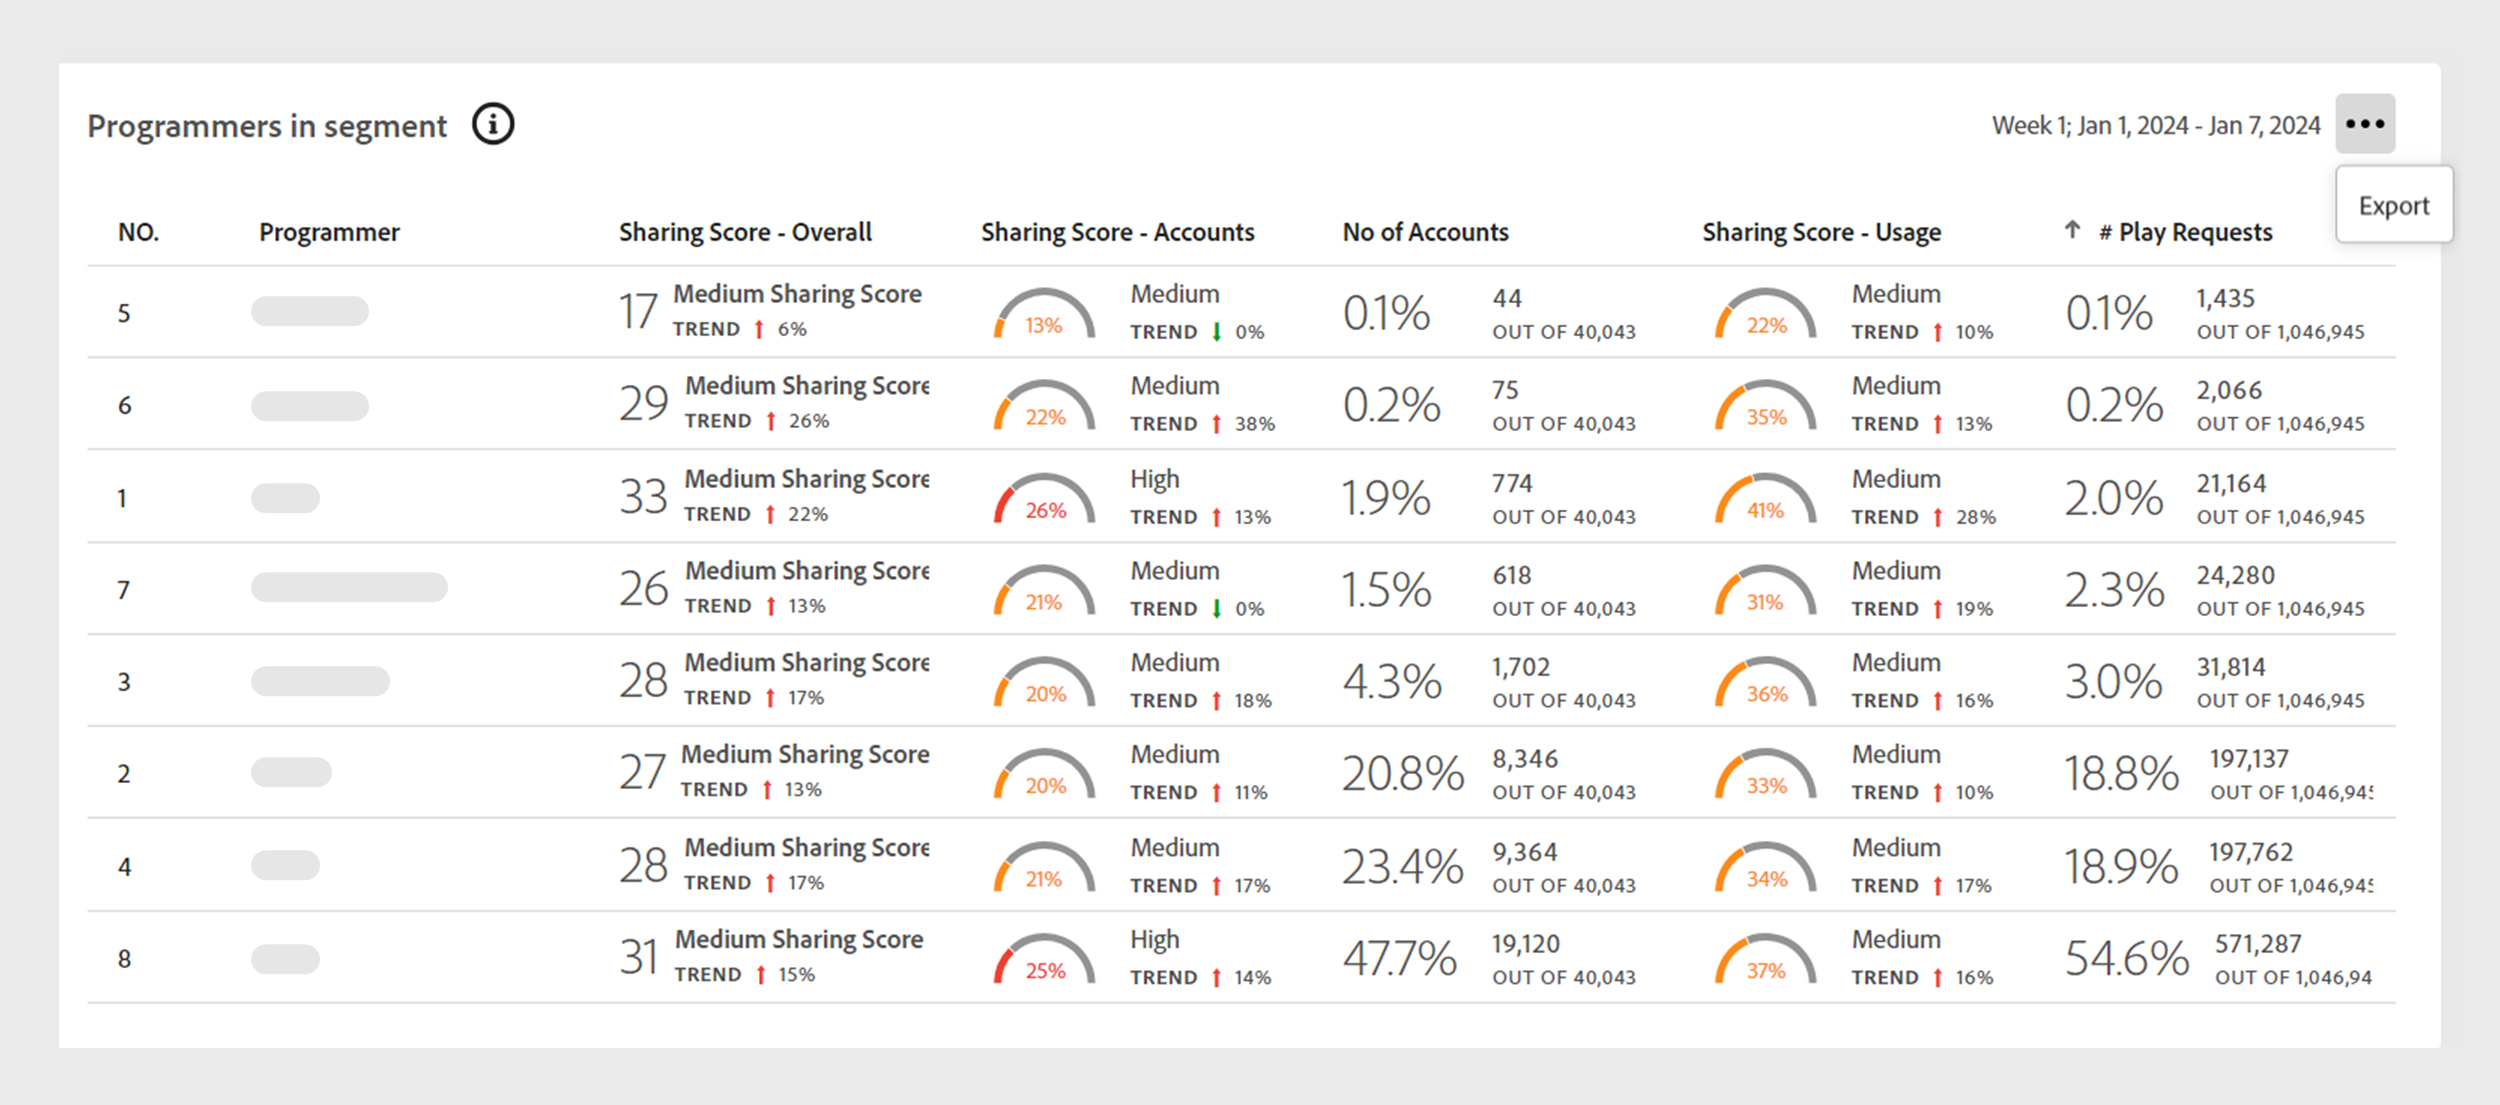 Programmers in segment
Week 1; Jan 1, 2024 - Jan 7, 2024
Export
NO. Programmer Sharing Score - Overall Sharing Score - Accounts No of Accounts Sharing Score - Usage # Play Requests
5 17 Medium Sharing Score 13% Medium 0.1% 44 22% Medium 0.1% 1,435
TREND 6% TREND 0% OUT OF 40,043 TREND 10% OUT OF 1,046,945
6 29 Medium Sharing Score 22% Medium 0.2% 75 35% Medium 0.2% 2,066
TREND 26% TREND 38% OUT OF 40,043 TREND 13% OUT OF 1,046,945
1 33 Medium Sharing Score 26% High 1.9% 774 41% Medium 2.0% 21,164
TREND 22% TREND 13% OUT OF 40,043 TREND 28% OUT OF 1,046,945
7 26 Medium Sharing Score 21% Medium 1.5% 618 31% Medium 2.3% 24,280
TREND 13% TREND 0% OUT OF 40,043 TREND 19% OUT OF 1,046,945
3 28 Medium Sharing Score 20% Medium 4.3% 1,702 36% Medium 3.0% 31,814
TREND 17% TREND 18% OUT OF 40,043 TREND 16% OUT OF 1,046,945
2 27 Medium Sharing Score 20% Medium 20.8% 8,346 33% Medium 18.8% 197,137
TREND 13% TREND 11% OUT OF 40,043 TREND 10% OUT OF 1,046,945
4 28 Medium Sharing Score 21% Medium 23.4% 9,364 34% Medium 18.9% 197,762
TREND 17% TREND 17% OUT OF 40,043 TREND 17% OUT OF 1,046,945
8 31 Medium Sharing Score 25% High 47.7% 19,120 37% Medium 54.6% 571,287
TREND 15% TREND 14% OUT OF 40,043 TREND 16% OUT OF 1,046,94